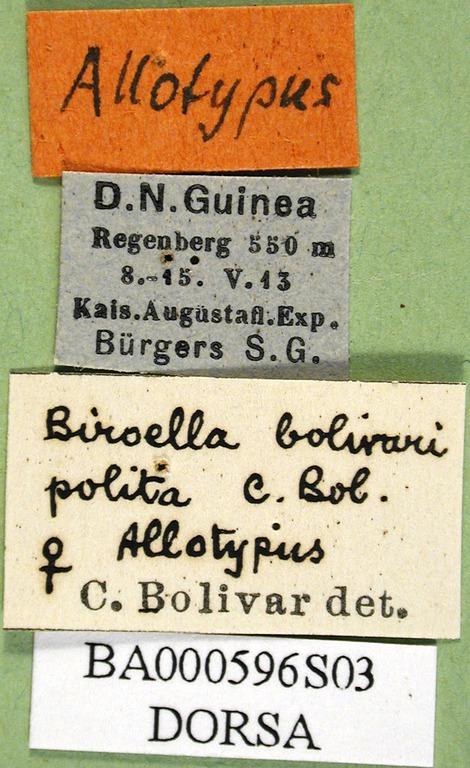 Allotypus
D.N.Guinea
Regenberg 550 m
8.-15. V.13
Kais.Augustafl.Exp.
Bürgers S.G.
Biroella bolivari
polita C. Bol.
♀ Allotypus
C. Bolivar det.
BA000596S03
DORSA